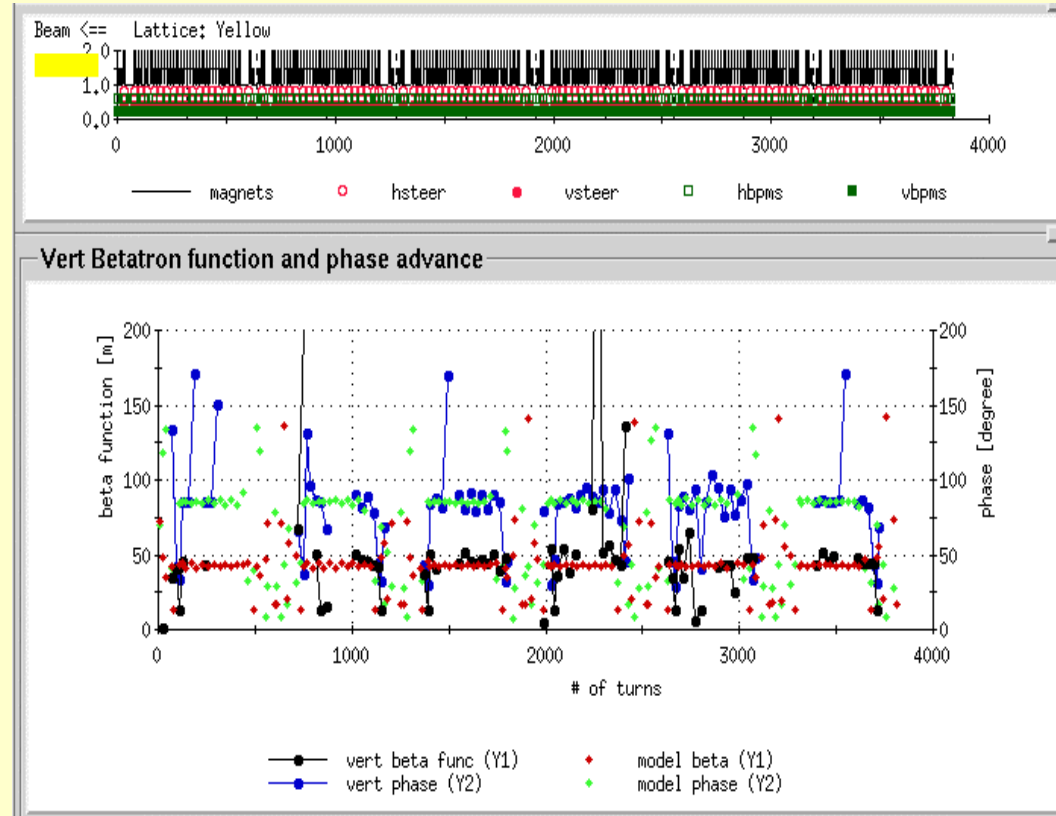 Beam <== Lattice: Yellow
2.0
1.0
0.0
0 1000 2000 3000 4000
magnets hsteer vsteer hbpms vbpms
Vert Betatron function and phase advance
200 200
150 150
100 100
50 50
0 0
beta function [m]
phase [degree]
0 1000 2000 3000 4000
# of turns
vert beta func (Y1) model beta (Y1)
vert phase (Y2) model phase (Y2)